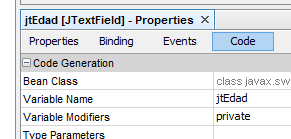 jtEdad [JTextField] - Properties
Properties Binding Events Code
Code Generation
Bean Class class javax.sw
Variable Name jtEdad
Variable Modifiers private
Type Parameters